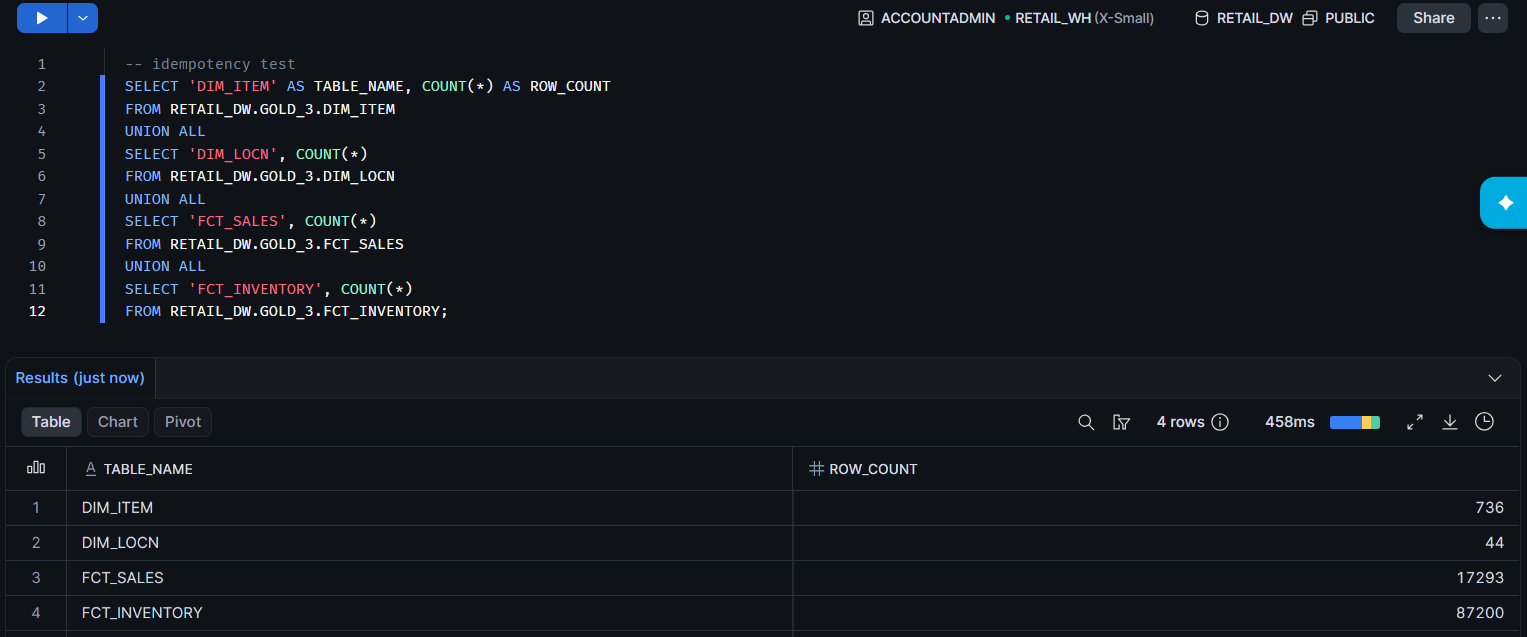 ACCOUNTADMIN RETAIL_WH (X-Small) RETAIL_DW PUBLIC Share ...
1 -- idempotency test
2 SELECT 'DIM_ITEM' AS TABLE_NAME, COUNT(*) AS ROW_COUNT
3 FROM RETAIL_DW.GOLD_3.DIM_ITEM
4 UNION ALL
5 SELECT 'DIM_LOCN', COUNT(*)
6 FROM RETAIL_DW.GOLD_3.DIM_LOCN
7 UNION ALL
8 SELECT 'FCT_SALES', COUNT(*)
9 FROM RETAIL_DW.GOLD_3.FCT_SALES
10 UNION ALL
11 SELECT 'FCT_INVENTORY', COUNT(*)
12 FROM RETAIL_DW.GOLD_3.FCT_INVENTORY;
Results (just now)
Table Chart Pivot 4 rows 458ms
A TABLE_NAME # ROW_COUNT
1 DIM_ITEM 736
2 DIM_LOCN 44
3 FCT_SALES 17293
4 FCT_INVENTORY 87200